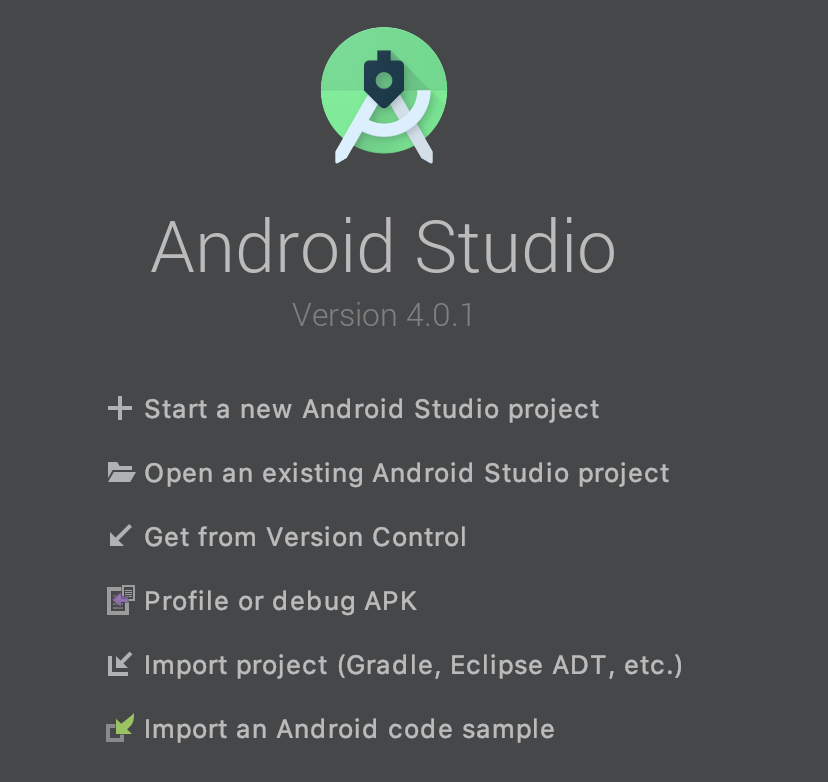 Android Studio
Version 4.0.1
Start a new Android Studio project
Open an existing Android Studio project
Get from Version Control
Profile or debug APK
Import project (Gradle, Eclipse ADT, etc.)
Import an Android code sample